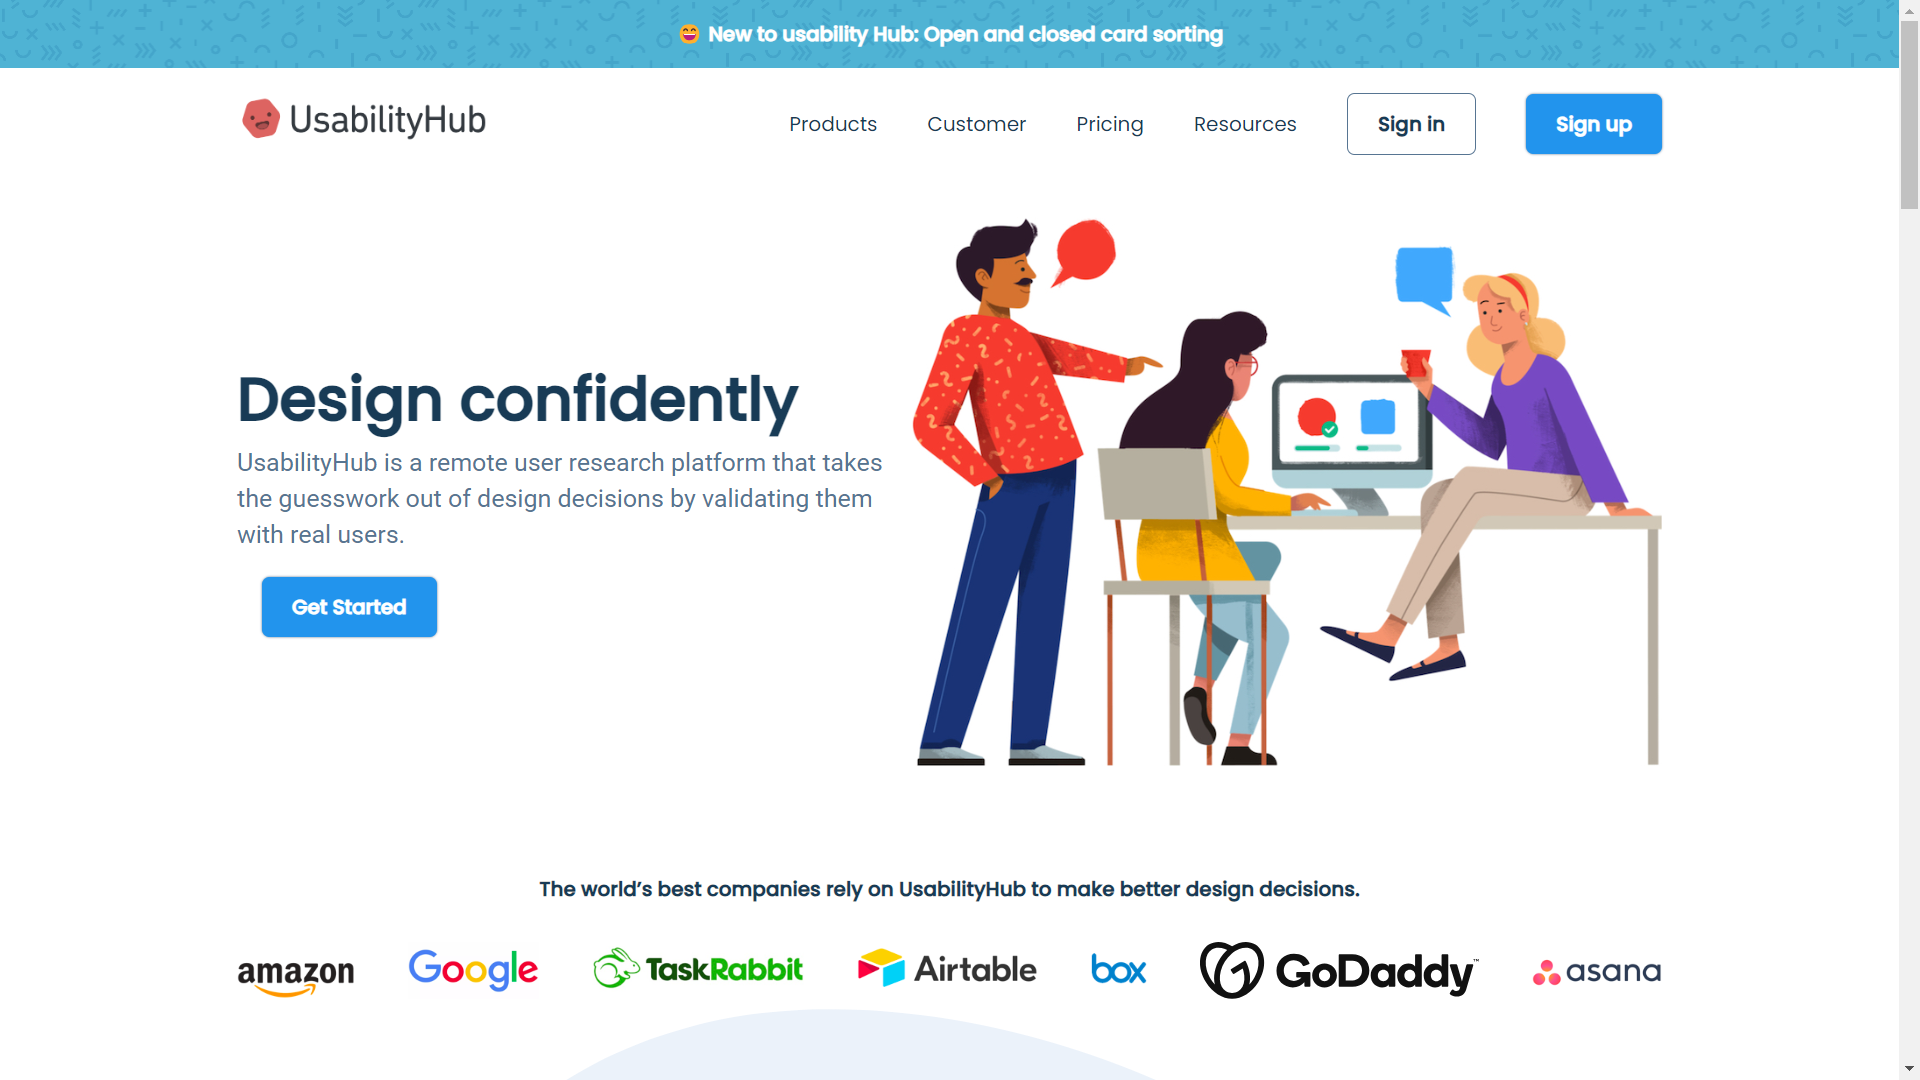 😄 New to usability Hub: Open and closed card sorting
UsabilityHub
Products Customer Pricing Resources Sign in Sign up
Design confidently
UsabilityHub is a remote user research platform that takes
the guesswork out of design decisions by validating them
with real users.
Get Started
The world’s best companies rely on UsabilityHub to make better design decisions.
amazon Google TaskRabbit Airtable box GoDaddy™ asana